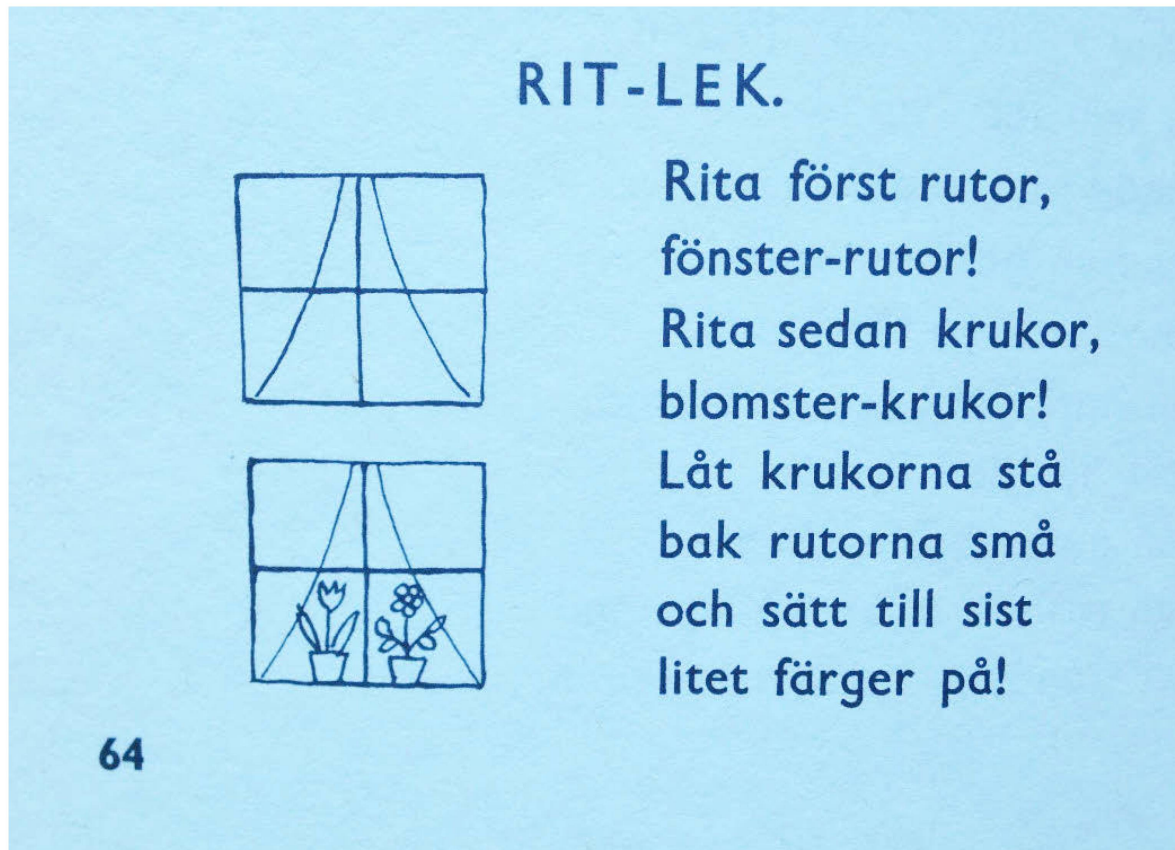 RIT-LEK.
Rita först rutor,
fönster-rutor!
Rita sedan krukor,
blomster-krukor!
Låt krukorna stå
bak rutorna små
och sätt till sist
litet färger på!
64